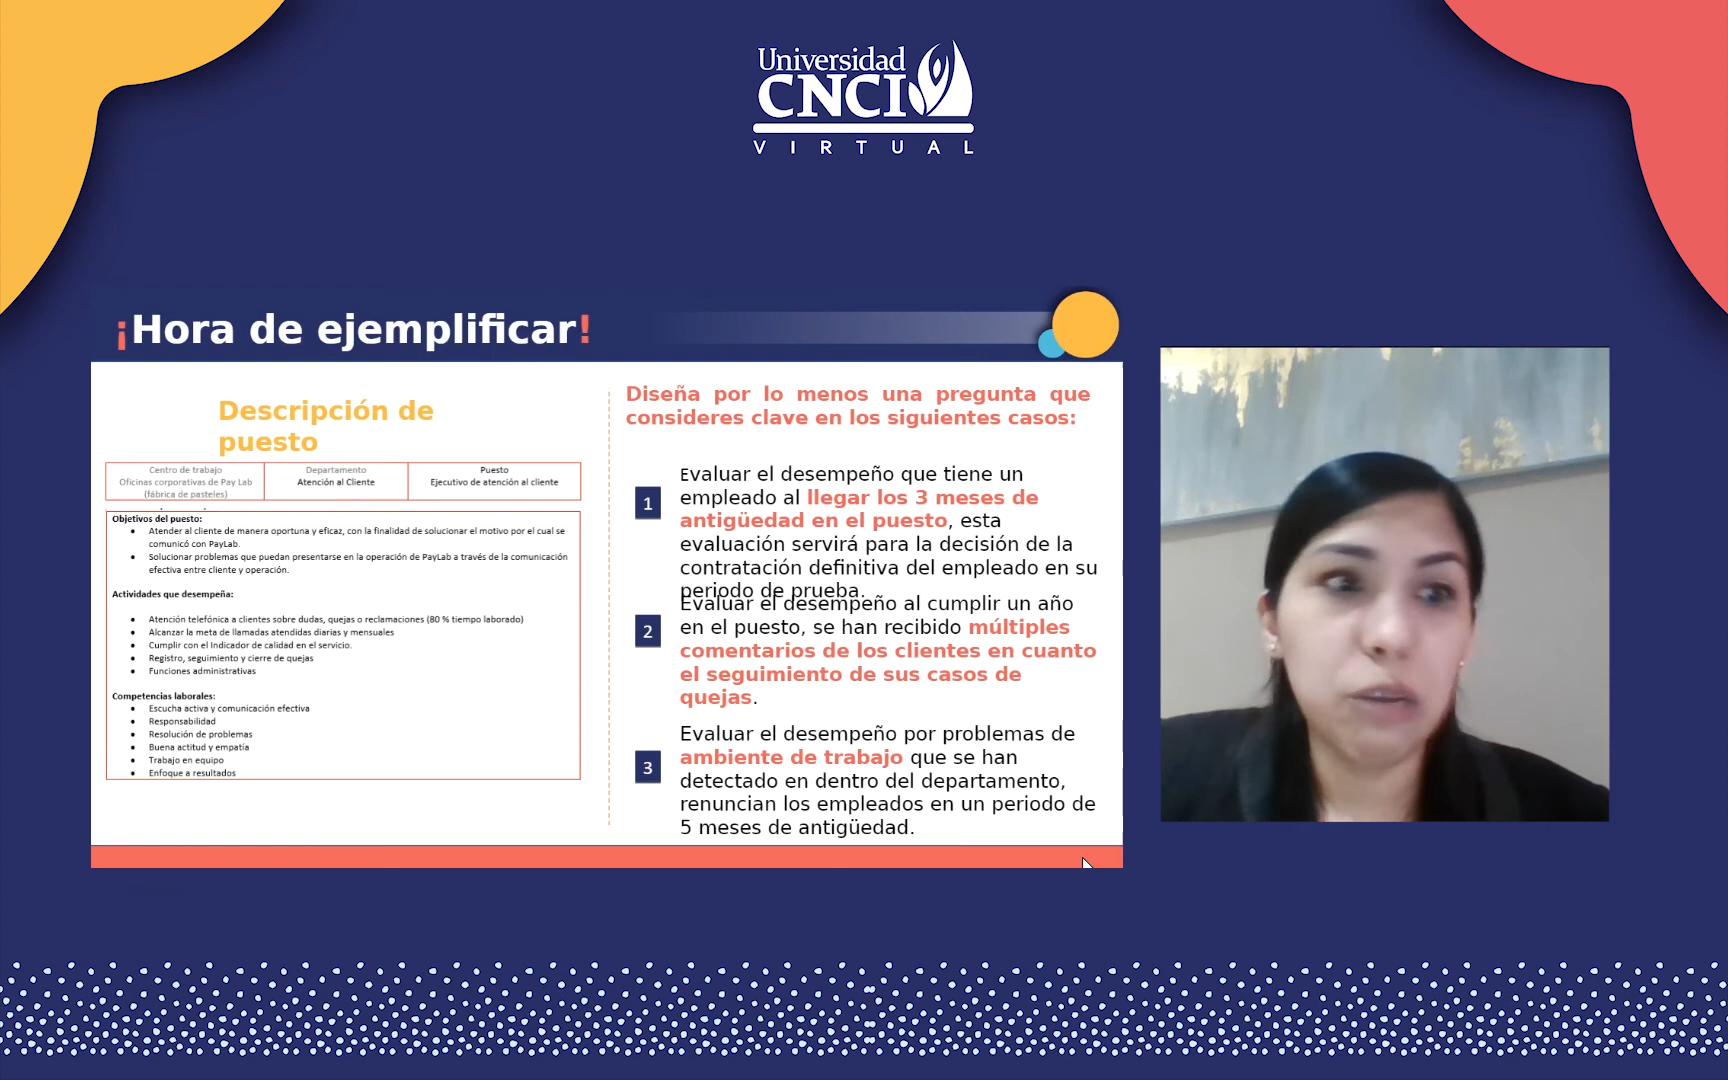 Universidad
CNCI
VIRTUAL
¡Hora de ejemplificar!
Descripción de
puesto
Centro de trabajo
Oficinas corporativas de Pay Lab
(fábrica de pasteles)
Departamento
Atención al Cliente
Puesto
Ejecutivo de atención al cliente
Objetivos del puesto:
• Atender al cliente de manera oportuna y eficaz, con la finalidad de solucionar el motivo por el cual se
comunicó con PayLab.
• Solucionar problemas que puedan presentarse en la operación de PayLab a través de la comunicación
efectiva entre cliente y operación.
Actividades que desempeña:
• Atención telefónica a clientes sobre dudas, quejas o reclamaciones (80 % tiempo laborado)
• Alcanzar la meta de llamadas atendidas diarias y mensuales
• Cumplir con el Indicador de calidad en el servicio.
• Registro, seguimiento y cierre de quejas
• Funciones administrativas
Competencias laborales:
• Escucha activa y comunicación efectiva
• Responsabilidad
• Resolución de problemas
• Buena actitud y empatía
• Trabajo en equipo
• Enfoque a resultados
Diseña por lo menos una pregunta que
consideres clave en los siguientes casos:
1
Evaluar el desempeño que tiene un
empleado al llegar los 3 meses de
antigüedad en el puesto, esta
evaluación servirá para la decisión de la
contratación definitiva del empleado en su
periodo de prueba.
2
Evaluar el desempeño al cumplir un año
en el puesto, se han recibido múltiples
comentarios de los clientes en cuanto
el seguimiento de sus casos de
quejas.
3
Evaluar el desempeño por problemas de
ambiente de trabajo que se han
detectado en dentro del departamento,
renuncian los empleados en un periodo de
5 meses de antigüedad.